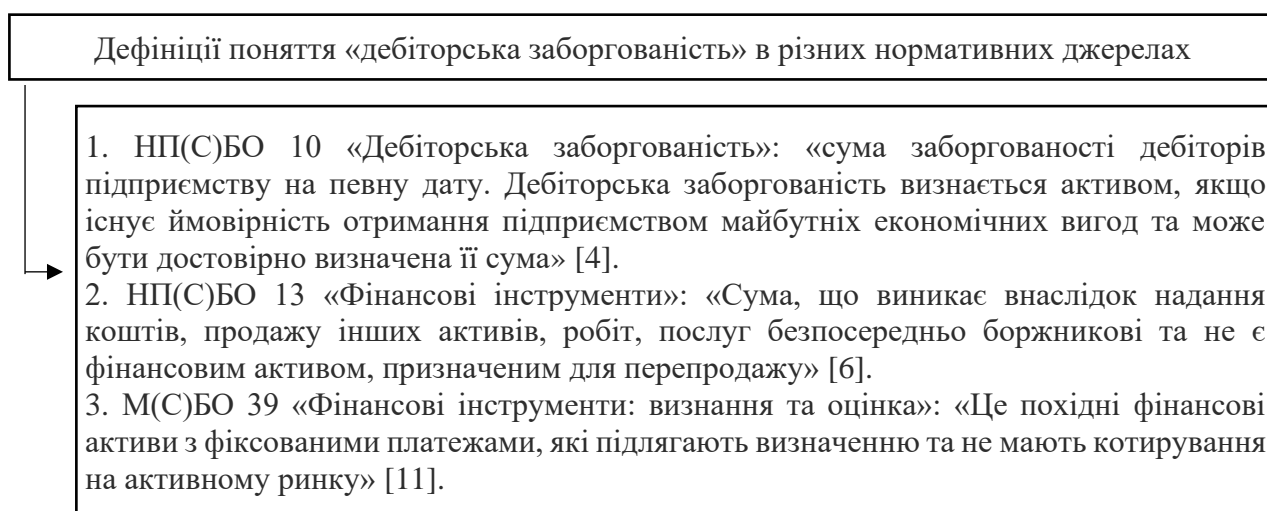 Дефініції поняття «дебіторська заборгованість» в різних нормативних джерелах
1. НП(С)БО 10 «Дебіторська заборгованість»: «сума заборгованості дебіторів
підприємству на певну дату. Дебіторська заборгованість визнається активом, якщо
існує ймовірність отримання підприємством майбутніх економічних вигод та може
бути достовірно визначена її сума» [4].
2. НП(С)БО 13 «Фінансові інструменти»: «Сума, що виникає внаслідок надання
коштів, продажу інших активів, робіт, послуг безпосередньо боржникові та не є
фінансовим активом, призначеним для перепродажу» [6].
3. М(С)БО 39 «Фінансові інструменти: визнання та оцінка»: «Це похідні фінансові
активи з фіксованими платежами, які підлягають визначенню та не мають котирування
на активному ринку» [11].